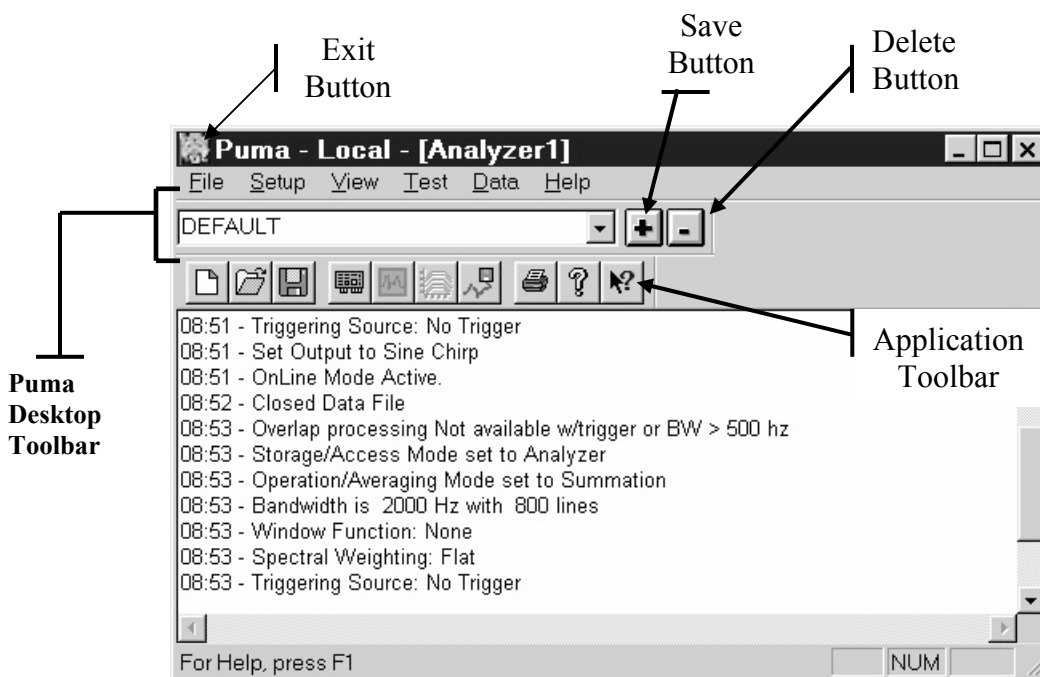 Exit
Button
Save
Button
Delete
Button
Puma - Local - [Analyzer1]
File Setup View Test Data Help
DEFAULT
+ -
Application
Toolbar
Puma
Desktop
Toolbar
08:51 - Triggering Source: No Trigger
08:51 - Set Output to Sine Chirp
08:51 - OnLine Mode Active.
08:52 - Closed Data File
08:53 - Overlap processing Not available w/trigger or BW > 500 hz
08:53 - Storage/Access Mode set to Analyzer
08:53 - Operation/Averaging Mode set to Summation
08:53 - Bandwidth is 2000 Hz with 800 lines
08:53 - Window Function: None
08:53 - Spectral Weighting: Flat
08:53 - Triggering Source: No Trigger
For Help, press F1
NUM